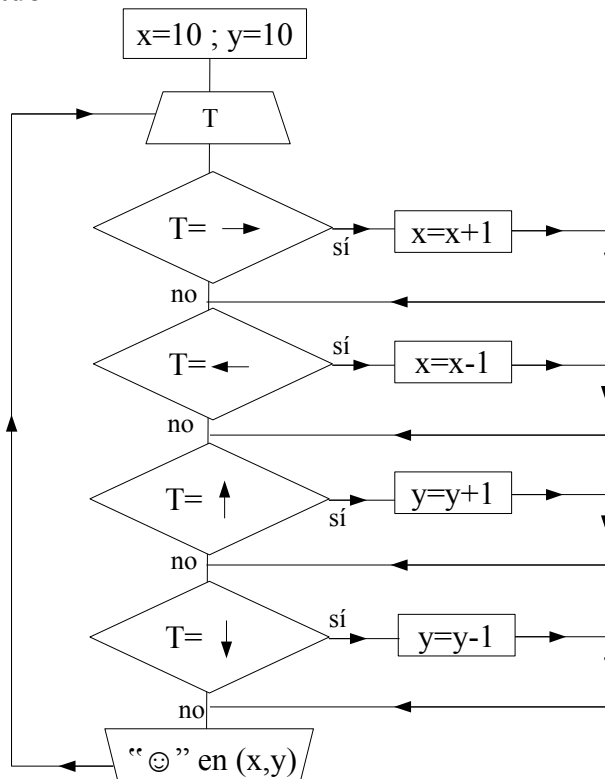 x=10 ; y=10
T
T= →
sí
x=x+1
no
T= ←
sí
x=x-1
no
T= ↑
sí
y=y+1
no
T= ↓
sí
y=y-1
no
“☺” en (x,y)